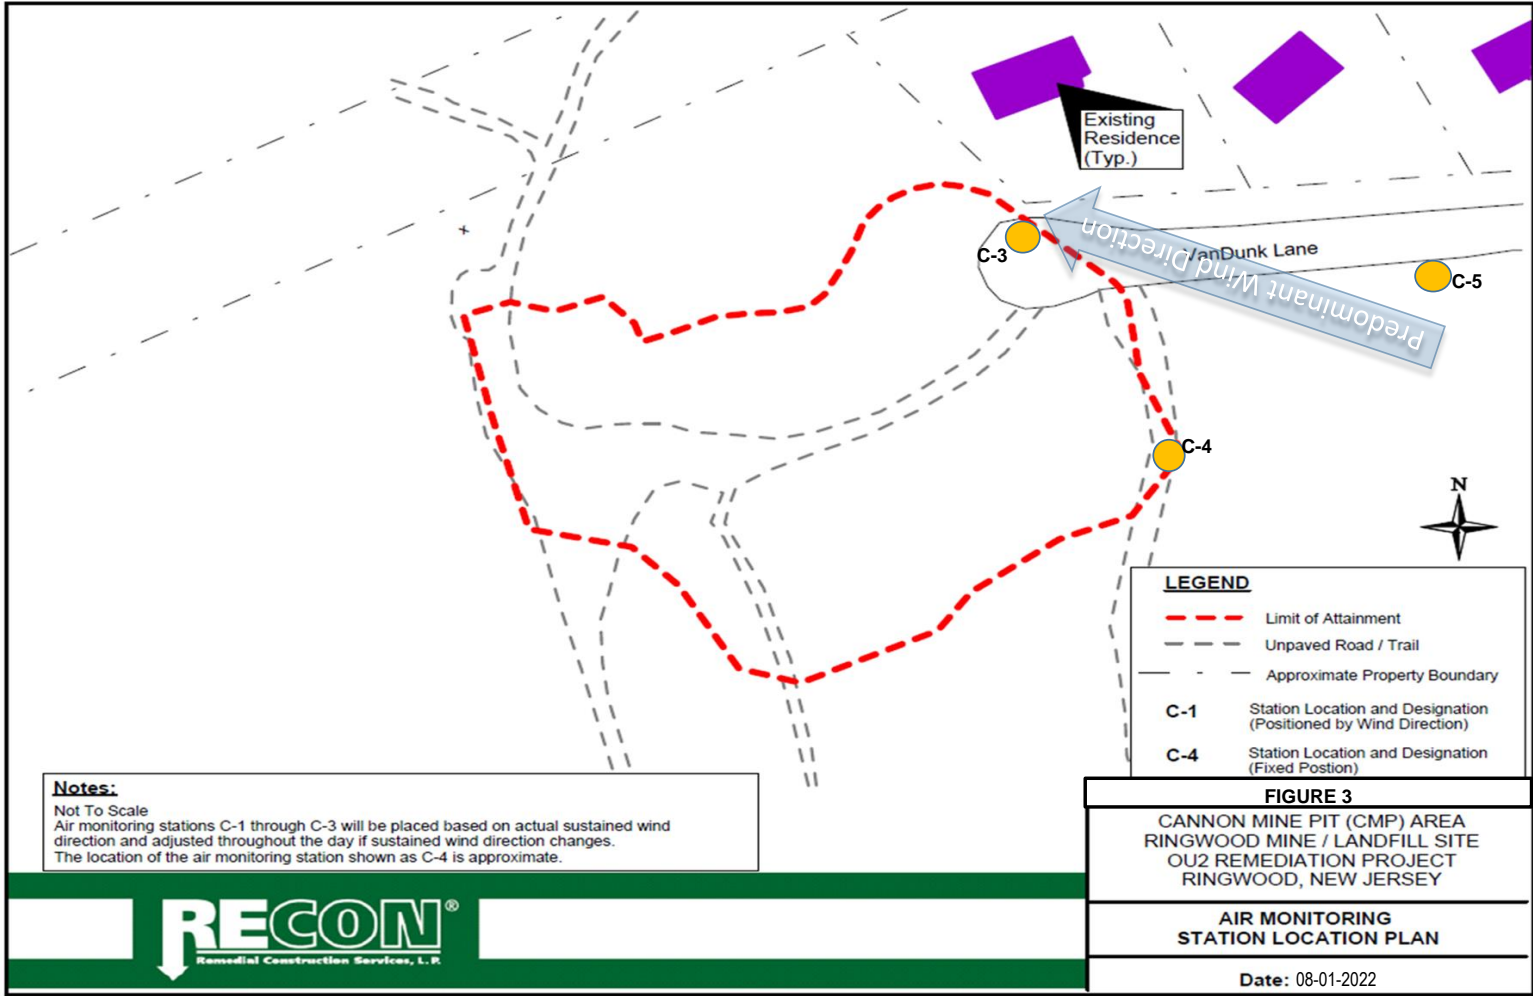 Existing
Residence
(Typ.)
C-3
VanDunk Lane
Predominant Wind Direction
C-5
C-4
N
LEGEND
Limit of Attainment
Unpaved Road / Trail
Approximate Property Boundary
C-1 Station Location and Designation
(Positioned by Wind Direction)
C-4 Station Location and Designation
(Fixed Postion)
Notes:
Not To Scale
Air monitoring stations C-1 through C-3 will be placed based on actual sustained wind
direction and adjusted throughout the day if sustained wind direction changes.
The location of the air monitoring station shown as C-4 is approximate.
FIGURE 3
CANNON MINE PIT (CMP) AREA
RINGWOOD MINE / LANDFILL SITE
OU2 REMEDIATION PROJECT
RINGWOOD, NEW JERSEY
AIR MONITORING
STATION LOCATION PLAN
Date: 08-01-2022
RECON®
Remedial Construction Services, L.P.